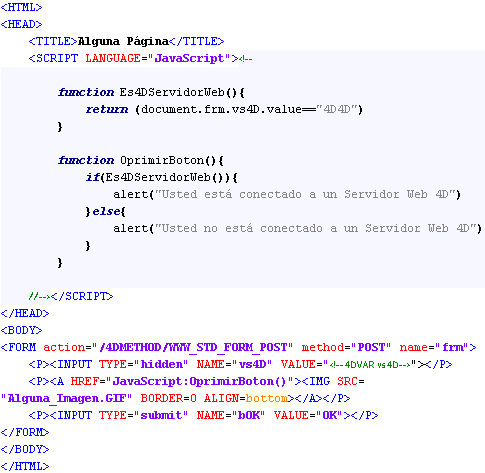 <HTML>
<HEAD>
<TITLE>Alguna Página</TITLE>
<SCRIPT LANGUAGE="JavaScript"><!--
function Es4DServidorWeb(){
return (document.frm.vs4D.value=="4D4D")
}
function OprimirBoton(){
if(Es4DServidorWeb()){
alert("Usted está conectado a un Servidor Web 4D")
}else{
alert("Usted no está conectado a un Servidor Web 4D")
}
}
//--></SCRIPT>
</HEAD>
<BODY>
<FORM action="/4DMETHOD/WWW_STD_FORM_POST" method="POST" name="frm">
<P><INPUT TYPE="hidden" NAME="vs4D" VALUE="<!--4DVAR vs4D-->"></P>
<P><A HREF="JavaScript:OprimirBoton()"><IMG SRC=
"Alguna_Imagen.GIF" BORDER=0 ALIGN=bottom></A></P>
<P><INPUT TYPE="submit" NAME="bOK" VALUE="OK"></P>
</FORM>
</BODY>
</HTML>